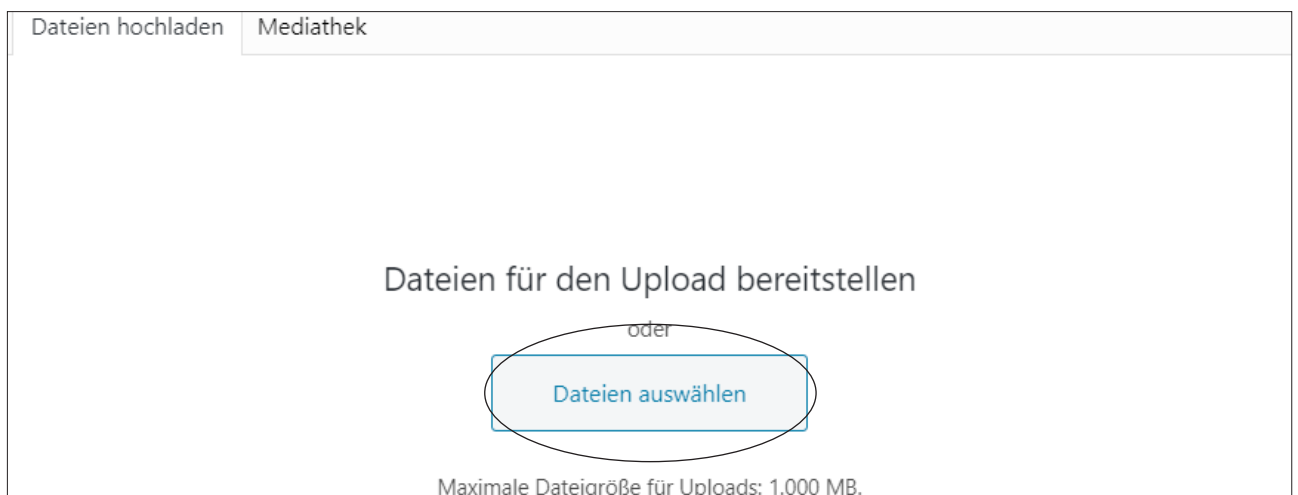 Dateien hochladen Mediathek
Dateien für den Upload bereitstellen
oder
Dateien auswählen
Maximale Dateigröße für Uploads: 1.000 MB.